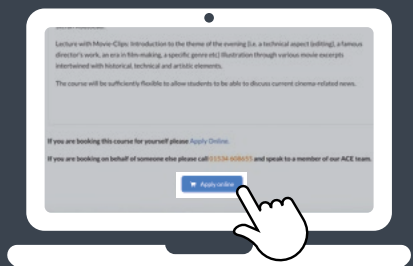 Lecture with Movie-Clips: Introduction to the theme of the evening [i.e. a technical aspect (editing), a famous
director's work, an era in film-making, a specific genre etc] illustration through various movie excerpts
intertwined with historical, technical and artistic elements.
The course will be sufficiently flexible to allow students to be able to discuss current cinema-related news.
If you are booking this course for yourself please Apply Online.
If you are booking on behalf of someone else please call 01534 608655 and speak to a member of our ACE team.
Apply online